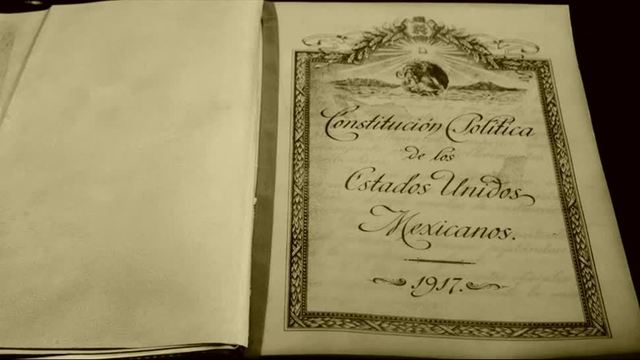 Constitución Política
de los
Estados Unidos
Mexicanos.
1917.